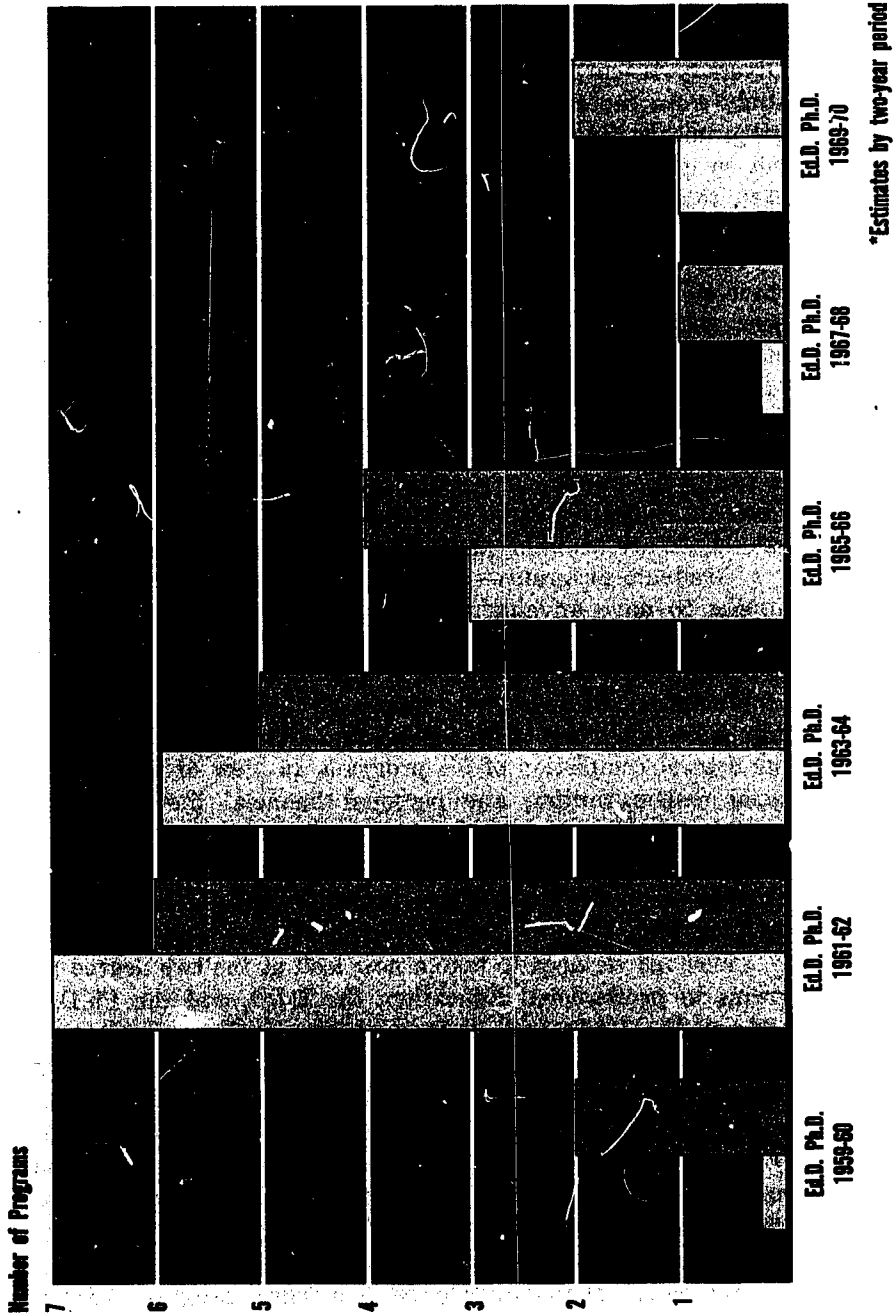 Number of Programs
7
6
5
4
3
2
1
Ed.D. Ph.D.
1959-60
Ed.D. Ph.D.
1961-62
Ed.D. Ph.D.
1963-64
Ed.D. Ph.D.
1965-66
Ed.D. Ph.D.
1967-68
Ed.D. Ph.D.
1969-70
*Estimates by two-year period